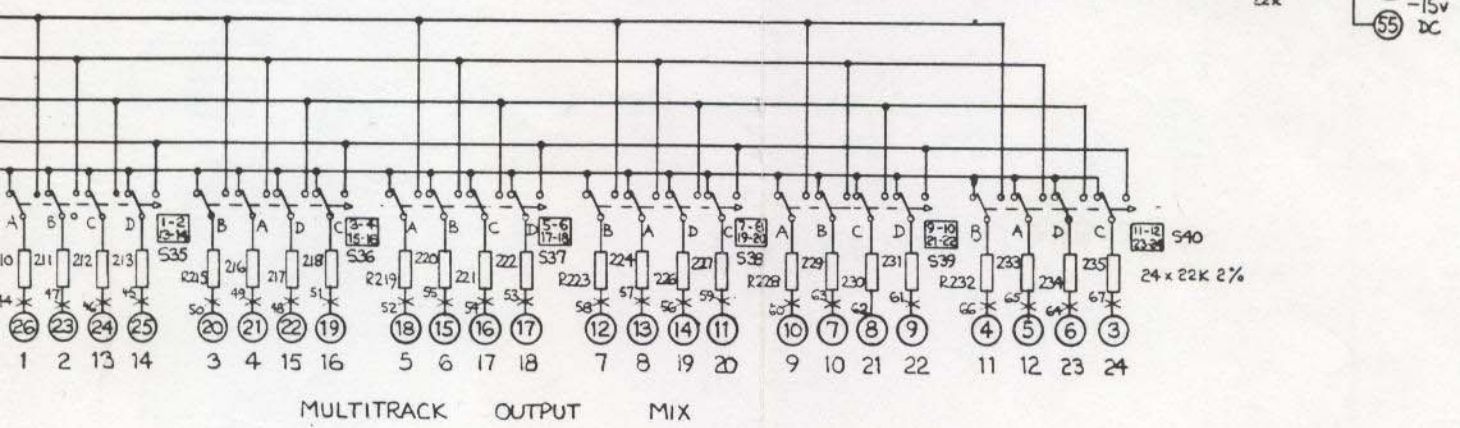 22K
-15v
55 DC
A B C D B A D C A B C D B A D C A B C D B A D C
1-2 3-4 5-6 7-8 9-10 11-12
13-14 15-16 17-18 19-20 21-22 23-24
S35 S36 S37 S38 S39 S40
10 211 212 213 R215 216 217 218 R219 220 221 222 R223 224 226 227 R228 229 230 231 R232 233 234 235
24 x 22K 2%
44 47 46 45 50 49 48 51 52 55 54 53 58 57 56 59 60 63 62 61 66 65 64 67
26 23 24 25 20 21 22 19 18 15 16 17 12 13 14 11 10 7 8 9 4 5 6 3
1 2 13 14 3 4 15 16 5 6 17 18 7 8 19 20 9 10 21 22 11 12 23 24
MULTITRACK OUTPUT MIX